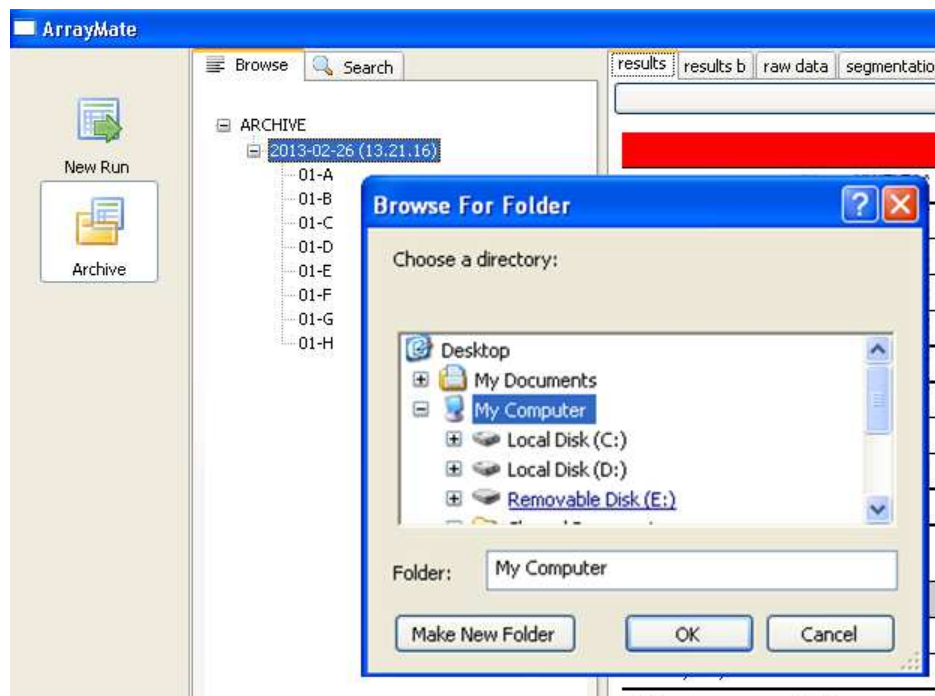 ArrayMate
Browse
Search
results
results b
raw data
segmentatio
New Run
Archive
ARCHIVE
2013-02-26 (13.21.16)
01-A
01-B
01-C
01-D
01-E
01-F
01-G
01-H
Browse For Folder
Choose a directory:
Desktop
My Documents
My Computer
Local Disk (C:)
Local Disk (D:)
Removable Disk (E:)
Folder:
My Computer
Make New Folder
OK
Cancel